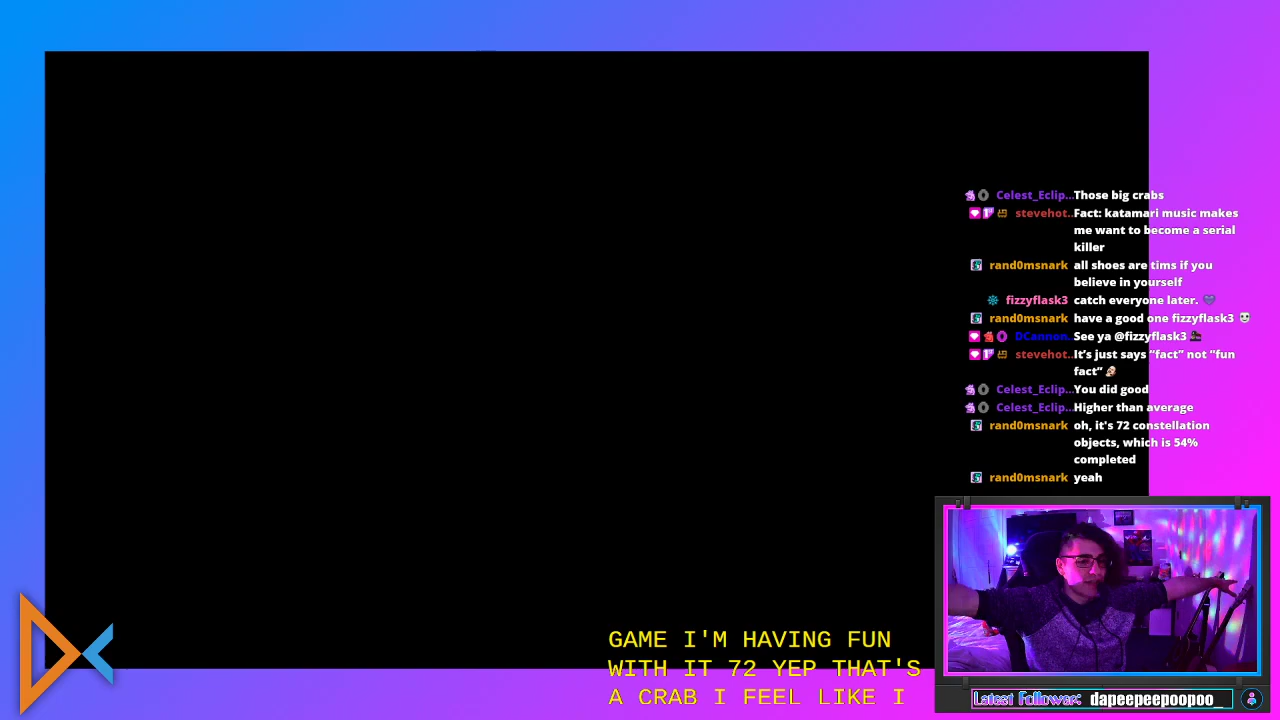 Celest_Eclip... Those big crabs
stevehot... Fact: katamari music makes
me want to become a serial
killer
rand0msnark all shoes are tims if you
believe in yourself
fizzyflask3 catch everyone later.
rand0msnark have a good one fizzyflask3
DCannon... See ya @fizzyflask3
stevehot... It's just says "fact" not "fun
fact"
Celest_Eclip... You did good
Celest_Eclip... Higher than average
rand0msnark oh, it's 72 constellation
objects, which is 54%
completed
rand0msnark yeah
GAME I'M HAVING FUN
WITH IT 72 YEP THAT'S
A CRAB I FEEL LIKE I
Latest Follower: dapeepeepoopoo_